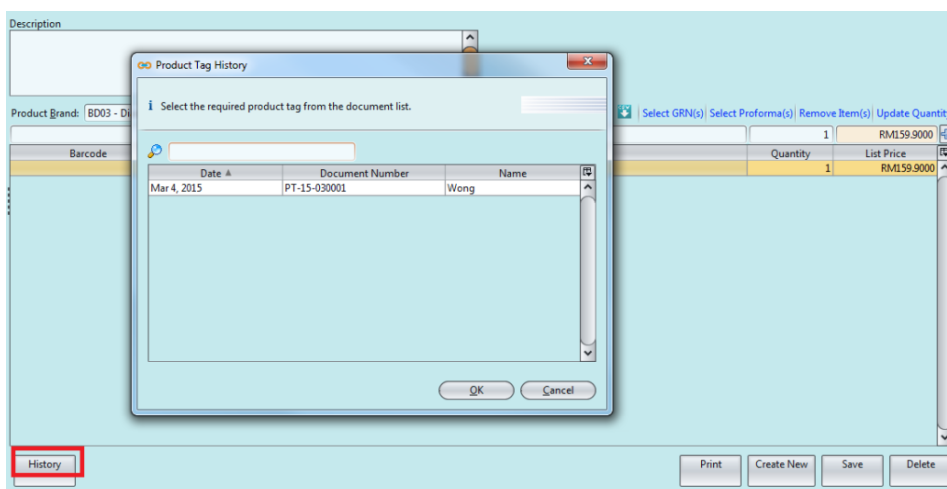 Description
Product Tag History
Select the required product tag from the document list.
Product Brand: BD03 - Di
Select GRN(s) Select Proforma(s) Remove Item(s) Update Quantit
1 RM159.9000
Barcode Quantity List Price
1 RM159.9000
Date Document Number Name
Mar 4, 2015 PT-15-030001 Wong
OK Cancel
History Print Create New Save Delete